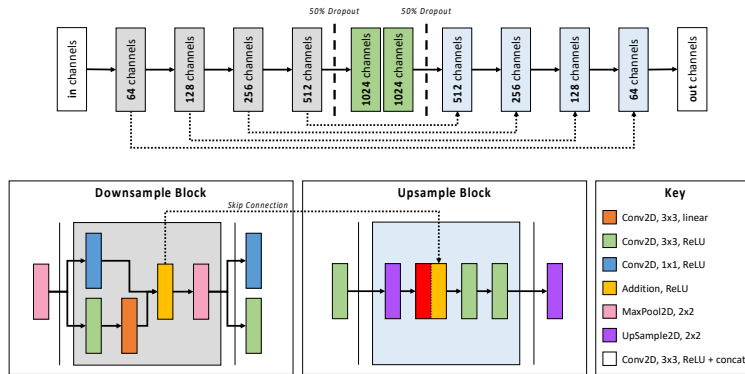 50% Dropout
50% Dropout
in channels
64 channels
128 channels
256 channels
512 channels
1024 channels
1024 channels
512 channels
256 channels
128 channels
64 channels
out channels
Downsample Block
Upsample Block
Key
Skip Connection
Conv2D, 3x3, linear
Conv2D, 3x3, ReLU
Conv2D, 1x1, ReLU
Addition, ReLU
MaxPool2D, 2x2
UpSample2D, 2x2
Conv2D, 3x3, ReLU + concat